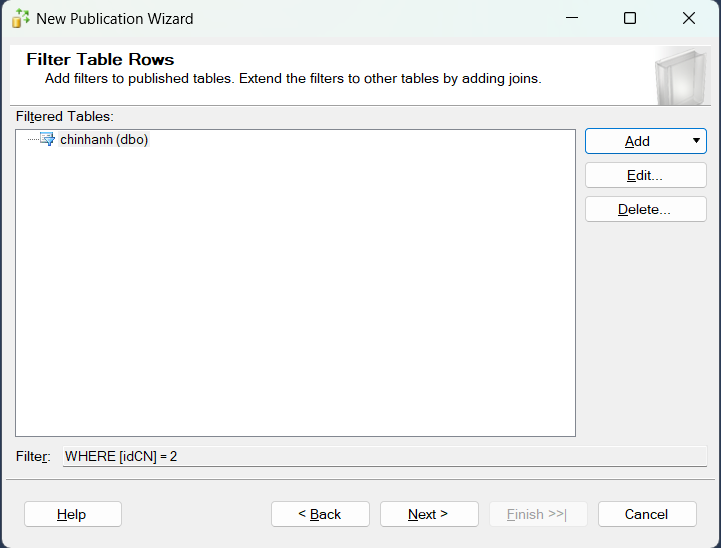 New Publication Wizard
Filter Table Rows
Add filters to published tables. Extend the filters to other tables by adding joins.
Filtered Tables:
chinhanh (dbo)
Add
Edit...
Delete...
Filter: WHERE [idCN] = 2
Help
< Back
Next >
Finish >>|
Cancel